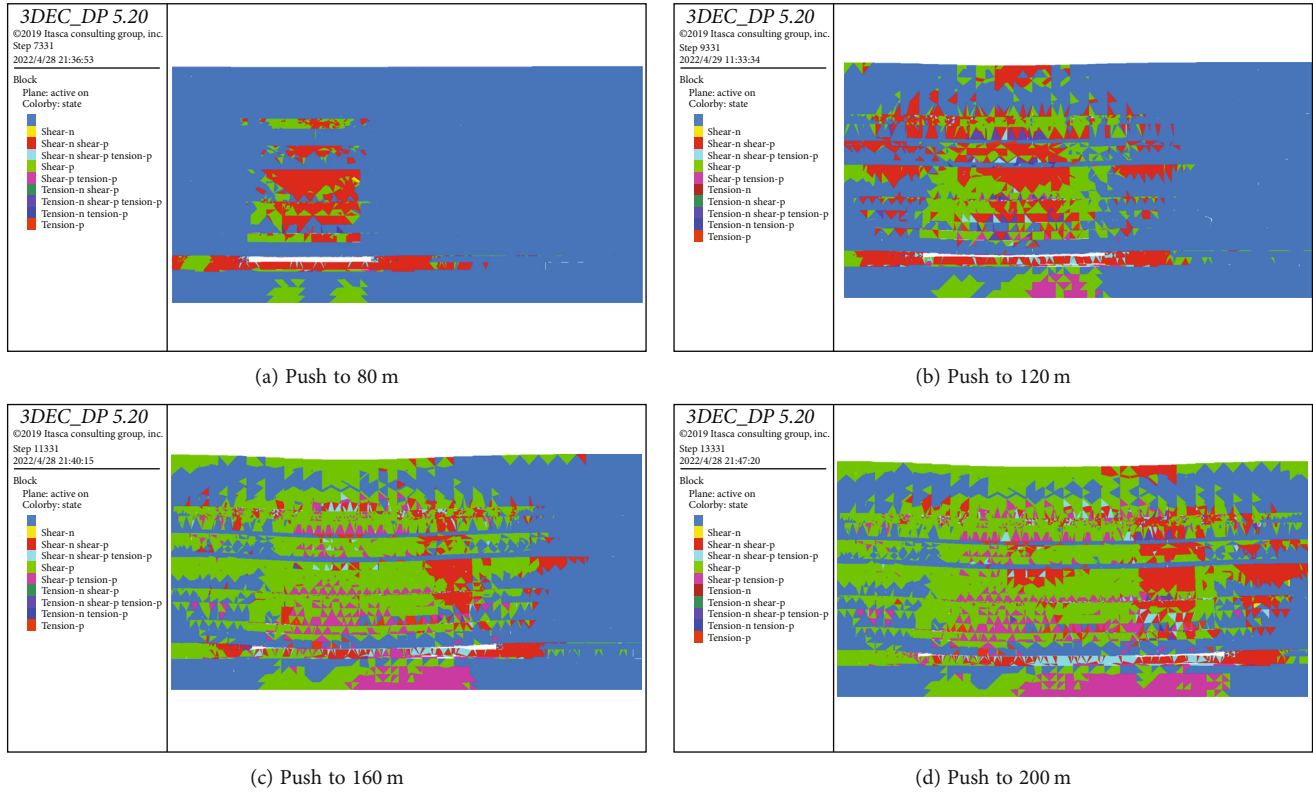 3DEC_DP 5.20
©2019 Itasca consulting group, inc.
Step 7331
2022/4/28 21:36:53
Block
Plane: active on
Colorby: state
Shear-n
Shear-n shear-p
Shear-n shear-p tension-p
Shear-p
Shear-p tension-p
Tension-n shear-p
Tension-n shear-p tension-p
Tension-n tension-p
Tension-p
(a) Push to 80 m
3DEC_DP 5.20
©2019 Itasca consulting group, inc.
Step 9331
2022/4/29 11:33:34
Block
Plane: active on
Colorby: state
Shear-n
Shear-n shear-p
Shear-n shear-p tension-p
Shear-p
Shear-p tension-p
Tension-n
Tension-n shear-p
Tension-n shear-p tension-p
Tension-n tension-p
Tension-p
(b) Push to 120 m
3DEC_DP 5.20
©2019 Itasca consulting group, inc.
Step 11331
2022/4/28 21:40:15
Block
Plane: active on
Colorby: state
Shear-n
Shear-n shear-p
Shear-n shear-p tension-p
Shear-p
Shear-p tension-p
Tension-n shear-p
Tension-n shear-p tension-p
Tension-n tension-p
Tension-p
(c) Push to 160 m
3DEC_DP 5.20
©2019 Itasca consulting group, inc.
Step 13331
2022/4/28 21:47:20
Block
Plane: active on
Colorby: state
Shear-n
Shear-n shear-p
Shear-n shear-p tension-p
Shear-p
Shear-p tension-p
Tension-n
Tension-n shear-p
Tension-n shear-p tension-p
Tension-n tension-p
Tension-p
(d) Push to 200 m